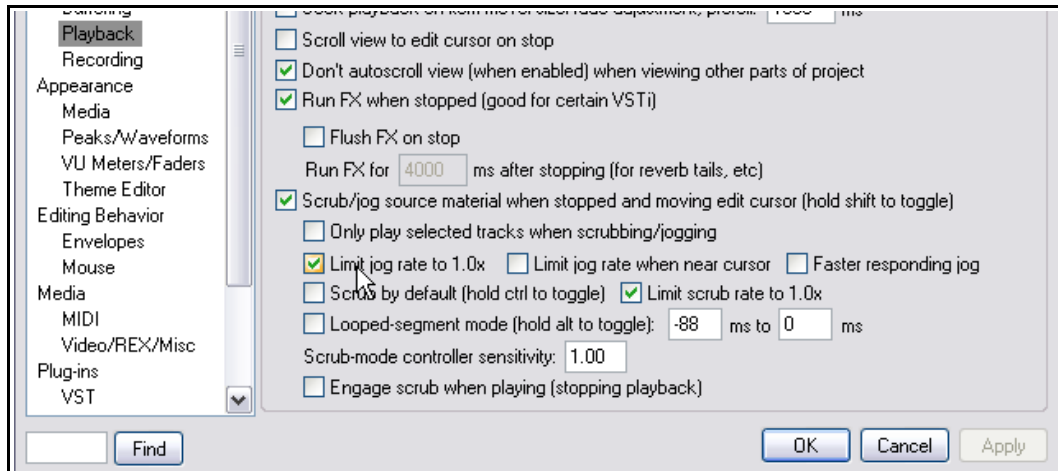 Buffering
Playback
Recording
Appearance
Media
Peaks/Waveforms
VU Meters/Faders
Theme Editor
Editing Behavior
Envelopes
Mouse
Media
MIDI
Video/REX/Misc
Plug-ins
VST
Find
ms
Scroll view to edit cursor on stop
Don't autoscroll view (when enabled) when viewing other parts of project
Run FX when stopped (good for certain VSTi)
Flush FX on stop
Run FX for 4000 ms after stopping (for reverb tails, etc)
Scrub/jog source material when stopped and moving edit cursor (hold shift to toggle)
Only play selected tracks when scrubbing/jogging
Limit jog rate to 1.0x Limit jog rate when near cursor Faster responding jog
Scrub by default (hold ctrl to toggle) Limit scrub rate to 1.0x
Looped-segment mode (hold alt to toggle): -88 ms to 0 ms
Scrub-mode controller sensitivity: 1.00
Engage scrub when playing (stopping playback)
OK Cancel Apply